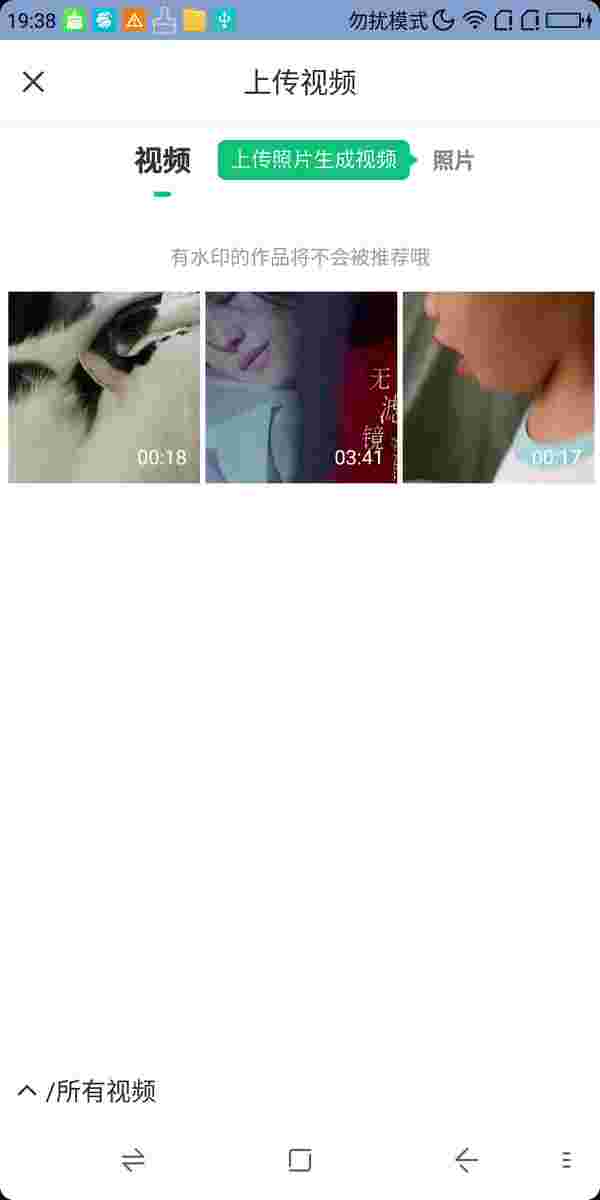 19:38 勿扰模式
上传视频
视频 上传照片生成视频 照片
有水印的作品将不会被推荐哦
无
滤
镜
00:18 03:41 00:17
/所有视频